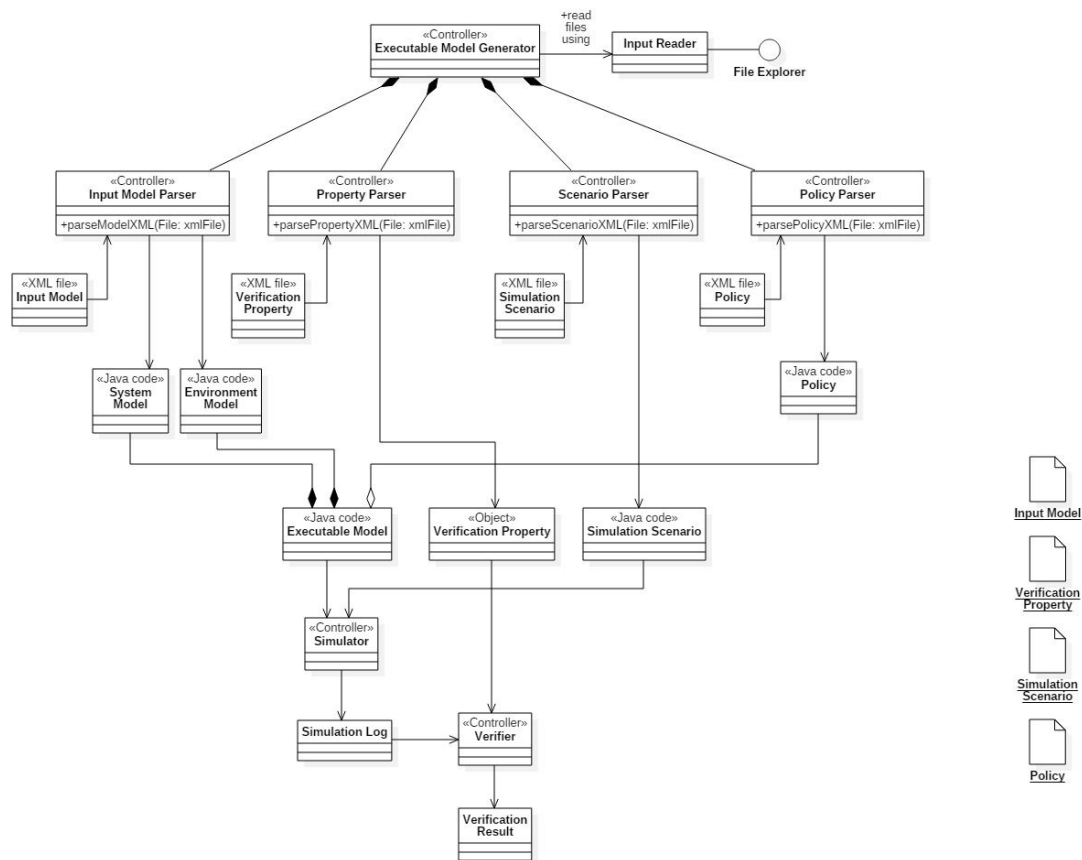 +read
files
using
«Controller»
Executable Model Generator
Input Reader
File Explorer
«Controller»
Input Model Parser
+parseModelXML(File: xmlFile)
«Controller»
Property Parser
+parsePropertyXML(File: xmlFile)
«Controller»
Scenario Parser
+parseScenarioXML(File: xmlFile)
«Controller»
Policy Parser
+parsePolicyXML(File: xmlFile)
«XML file»
Input Model
«XML file»
Verification
Property
«XML file»
Simulation
Scenario
«XML file»
Policy
«Java code»
System
Model
«Java code»
Environment
Model
«Java code»
Policy
«Java code»
Executable Model
«Object»
Verification Property
«Java code»
Simulation Scenario
«Controller»
Simulator
Simulation Log
«Controller»
Verifier
Verification
Result
Input Model
Verification
Property
Simulation
Scenario
Policy